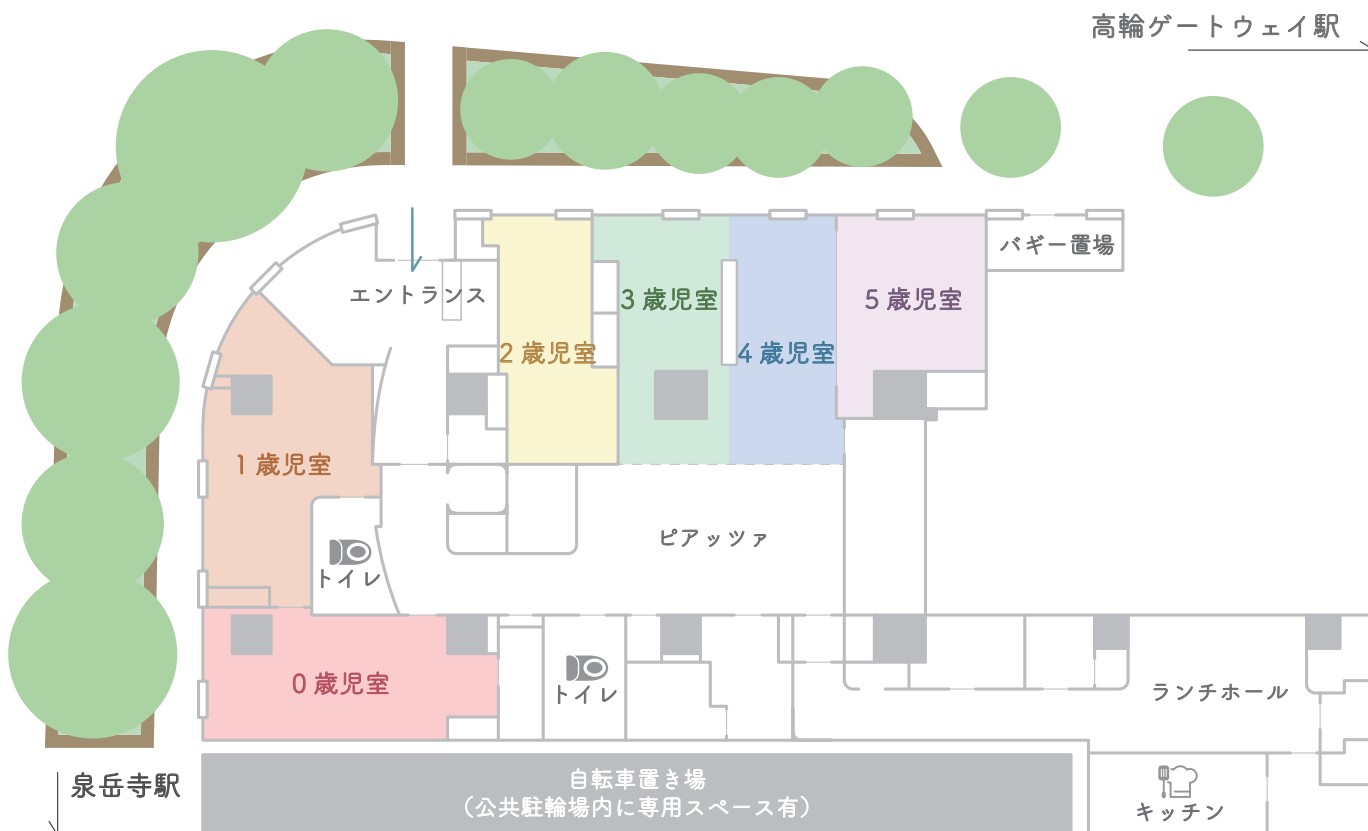 高輪ゲートウェイ駅
バギー置場
エントランス
3歳児室
5歳児室
2歳児室
4歳児室
1歳児室
ピアッツァ
トイレ
0歳児室
トイレ
ランチホール
泉岳寺駅
自転車置き場
（公共駐輪場内に専用スペース有）
キッチン